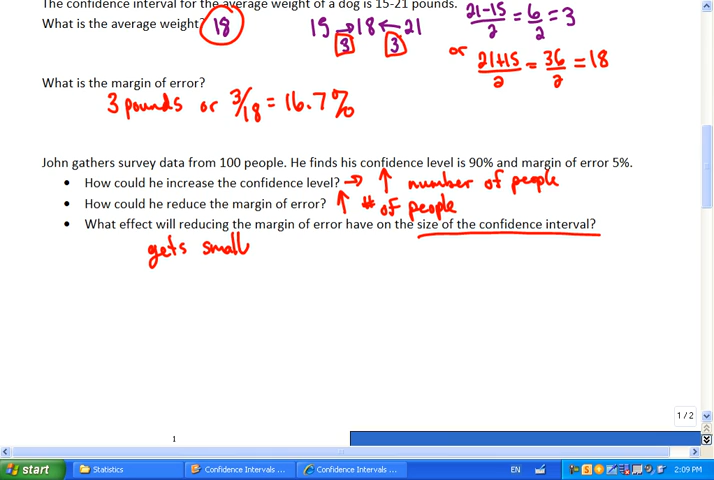 The confidence interval for the average weight of a dog is 15-21 pounds.
What is the average weight? 18
15 → 18 ← 21
3 3
21-15/2 = 6/2 = 3
or 21+15/2 = 36/2 = 18
What is the margin of error?
3 pounds or 3/18 = 16.7%
John gathers survey data from 100 people. He finds his confidence level is 90% and margin of error 5%.
• How could he increase the confidence level? → ↑ number of people
• How could he reduce the margin of error? ↑ # of people
• What effect will reducing the margin of error have on the size of the confidence interval?
gets small
1 / 2
1
start
Statistics
Confidence Intervals ...
Confidence Intervals ...
EN
2:09 PM